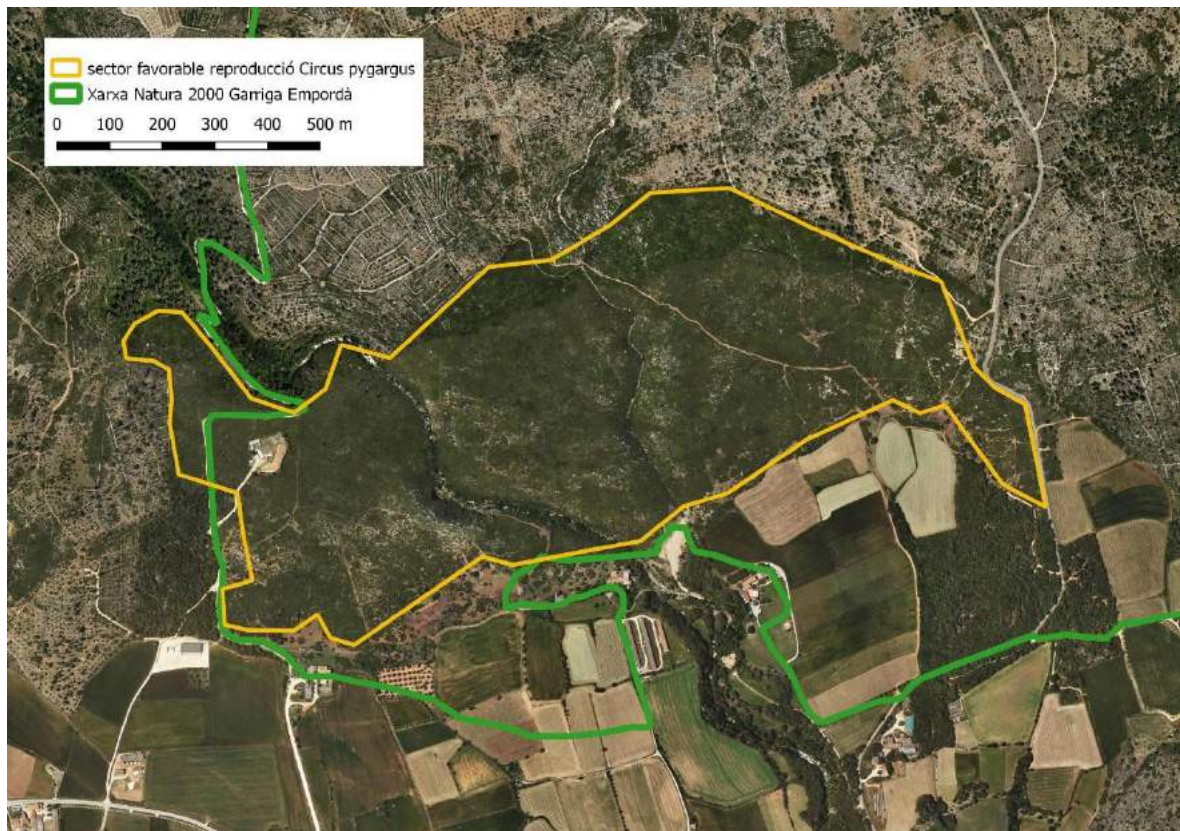 sector favorable reproducció Circus pygargus
Xarxa Natura 2000 Garriga Empordà
0 100 200 300 400 500 m